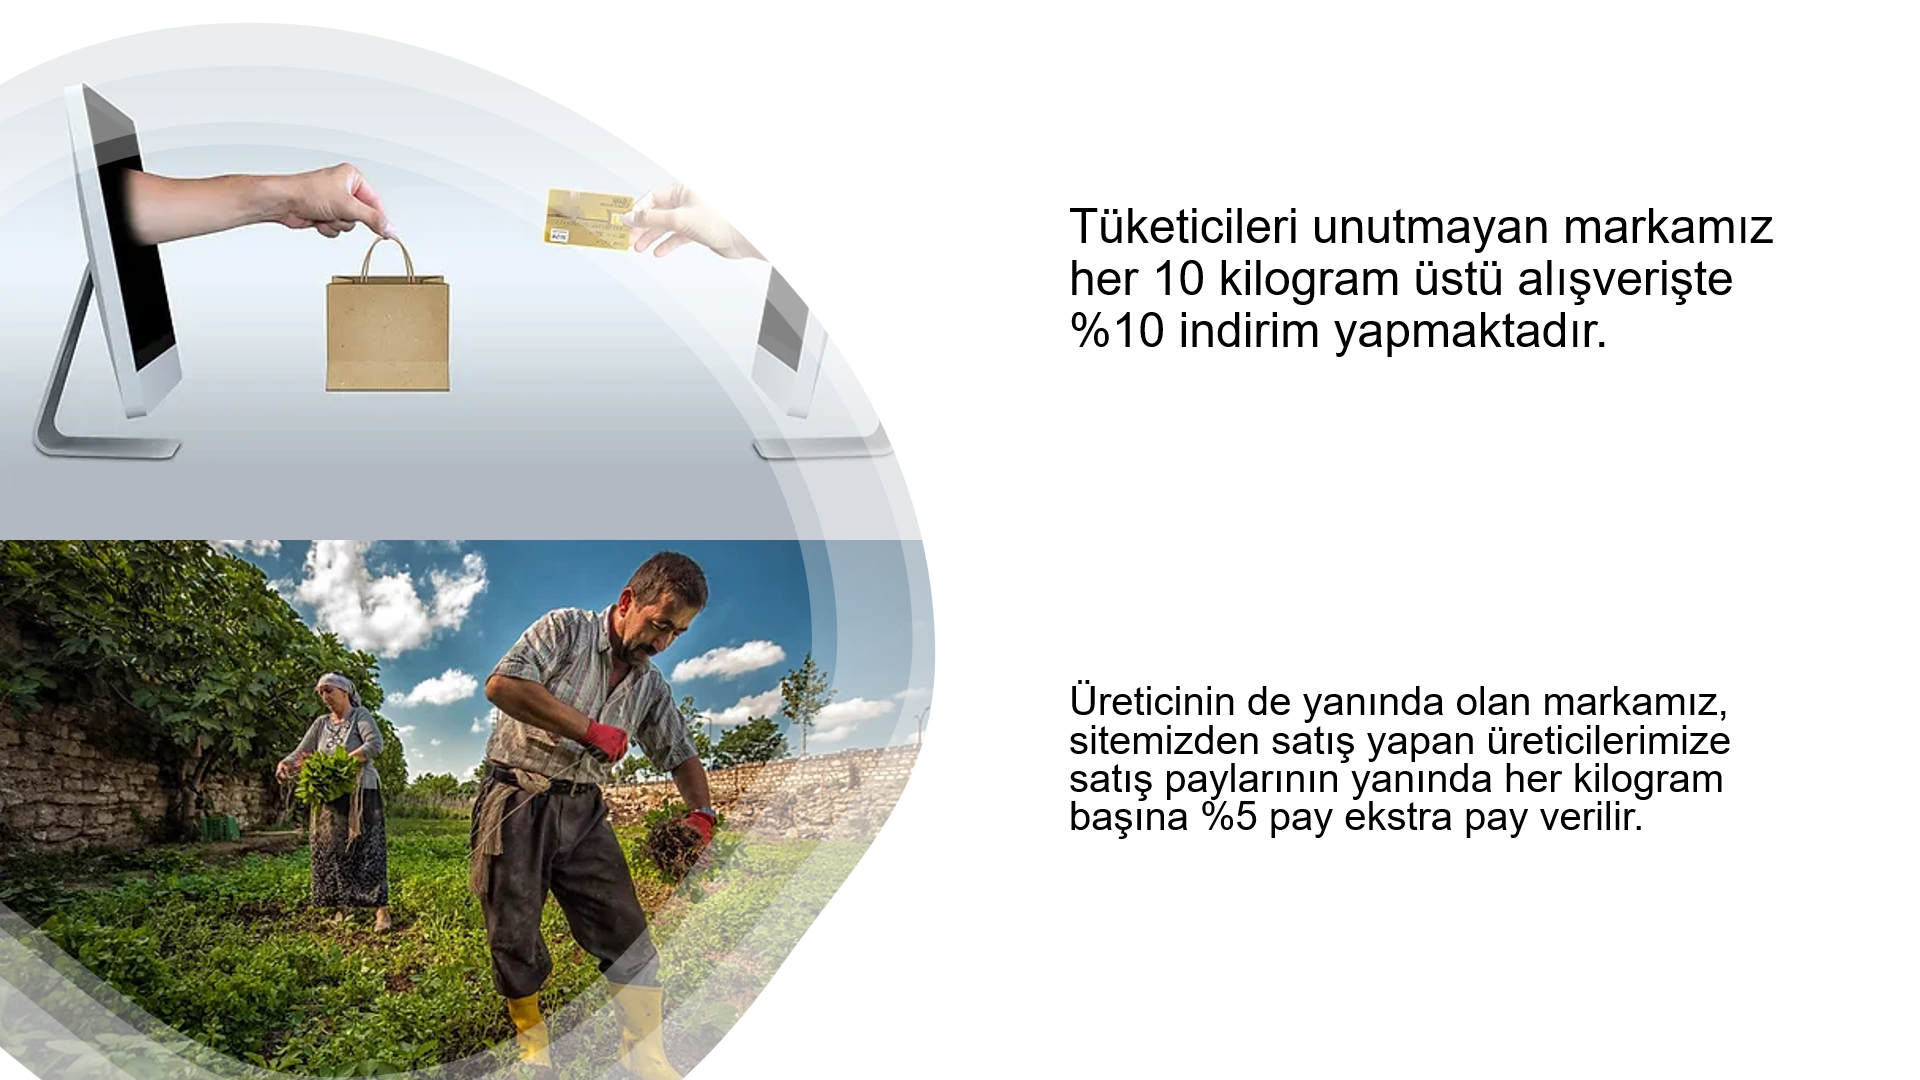 Tüketicileri unutmayan markamız
her 10 kilogram üstü alışverişte
%10 indirim yapmaktadır.
Üreticinin de yanında olan markamız,
sitemizden satış yapan üreticilerimize
satış paylarının yanında her kilogram
başına %5 pay ekstra pay verilir.